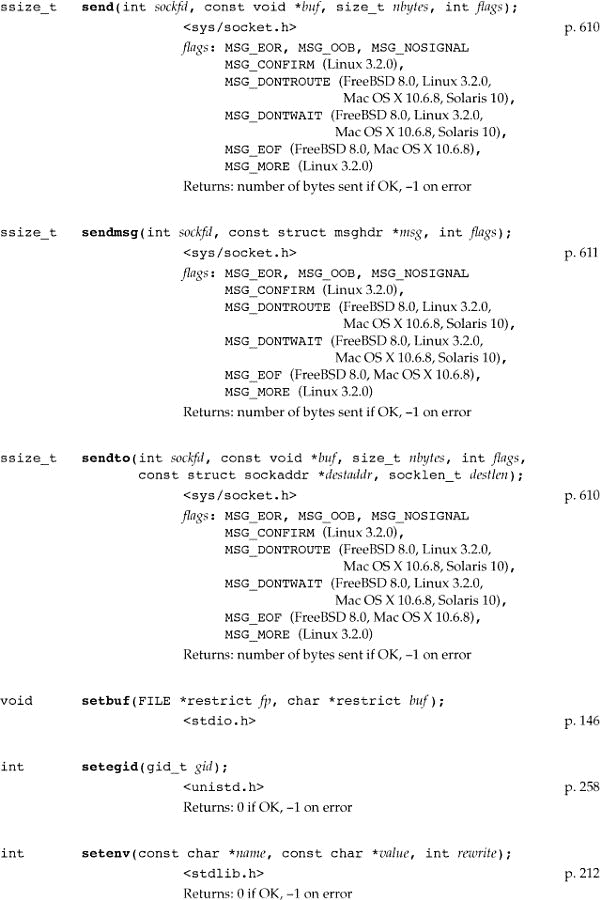 ssize_t send(int sockfd, const void *buf, size_t nbytes, int flags);
<sys/socket.h> p. 610
flags: MSG_EOR, MSG_OOB, MSG_NOSIGNAL
MSG_CONFIRM (Linux 3.2.0),
MSG_DONTROUTE (FreeBSD 8.0, Linux 3.2.0,
Mac OS X 10.6.8, Solaris 10),
MSG_DONTWAIT (FreeBSD 8.0, Linux 3.2.0,
Mac OS X 10.6.8, Solaris 10),
MSG_EOF (FreeBSD 8.0, Mac OS X 10.6.8),
MSG_MORE (Linux 3.2.0)
Returns: number of bytes sent if OK, –1 on error
ssize_t sendmsg(int sockfd, const struct msghdr *msg, int flags);
<sys/socket.h> p. 611
flags: MSG_EOR, MSG_OOB, MSG_NOSIGNAL
MSG_CONFIRM (Linux 3.2.0),
MSG_DONTROUTE (FreeBSD 8.0, Linux 3.2.0,
Mac OS X 10.6.8, Solaris 10),
MSG_DONTWAIT (FreeBSD 8.0, Linux 3.2.0,
Mac OS X 10.6.8, Solaris 10),
MSG_EOF (FreeBSD 8.0, Mac OS X 10.6.8),
MSG_MORE (Linux 3.2.0)
Returns: number of bytes sent if OK, –1 on error
ssize_t sendto(int sockfd, const void *buf, size_t nbytes, int flags,
const struct sockaddr *destaddr, socklen_t destlen);
<sys/socket.h> p. 610
flags: MSG_EOR, MSG_OOB, MSG_NOSIGNAL
MSG_CONFIRM (Linux 3.2.0),
MSG_DONTROUTE (FreeBSD 8.0, Linux 3.2.0,
Mac OS X 10.6.8, Solaris 10),
MSG_DONTWAIT (FreeBSD 8.0, Linux 3.2.0,
Mac OS X 10.6.8, Solaris 10),
MSG_EOF (FreeBSD 8.0, Mac OS X 10.6.8),
MSG_MORE (Linux 3.2.0)
Returns: number of bytes sent if OK, –1 on error
void setbuf(FILE *restrict fp, char *restrict buf);
<stdio.h> p. 146
int setegid(gid_t gid);
<unistd.h> p. 258
Returns: 0 if OK, –1 on error
int setenv(const char *name, const char *value, int rewrite);
<stdlib.h> p. 212
Returns: 0 if OK, –1 on error